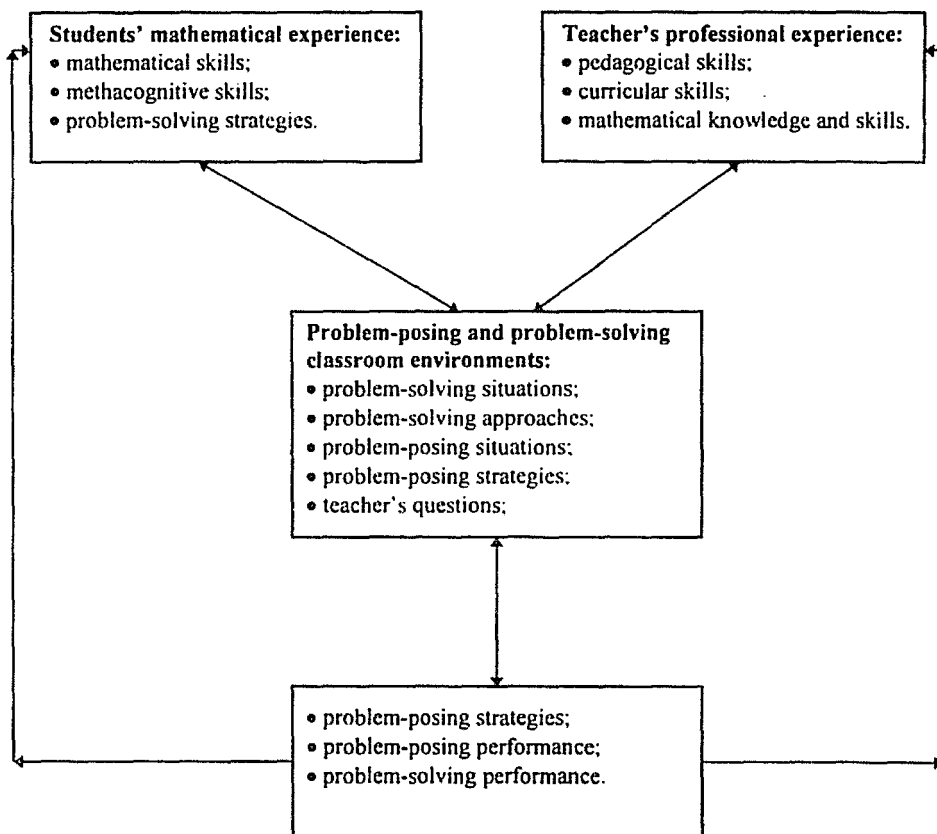 Students' mathematical experience:
• mathematical skills;
• methacognitive skills;
• problem-solving strategies.
Teacher's professional experience:
• pedagogical skills;
• curricular skills;
• mathematical knowledge and skills.
Problem-posing and problem-solving
classroom environments:
• problem-solving situations;
• problem-solving approaches;
• problem-posing situations;
• problem-posing strategies;
• teacher's questions;
• problem-posing strategies;
• problem-posing performance;
• problem-solving performance.